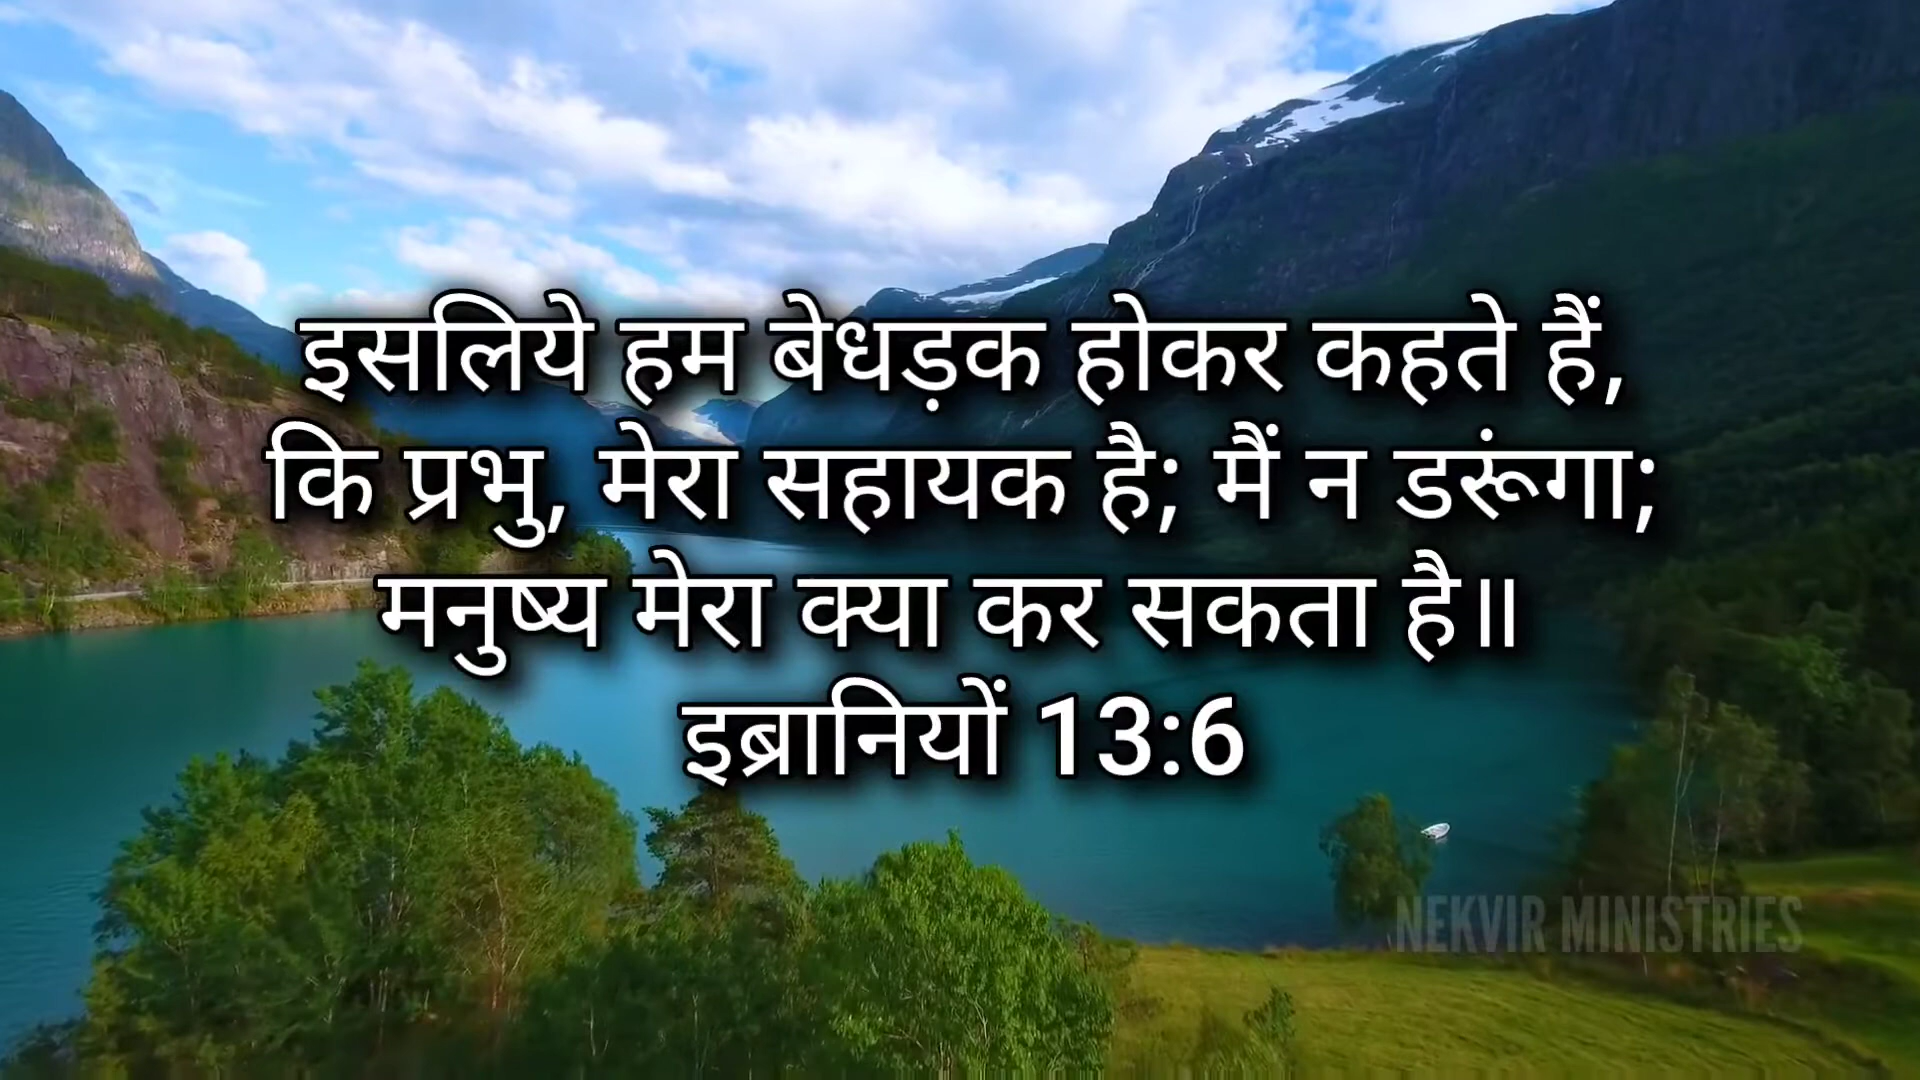 इसलिये हम बेधड़क होकर कहते हैं,
कि प्रभु, मेरा सहायक है; मैं न डरूंगा;
मनुष्य मेरा क्या कर सकता है॥
इब्रानियों 13:6
NEKVIR MINISTRIES